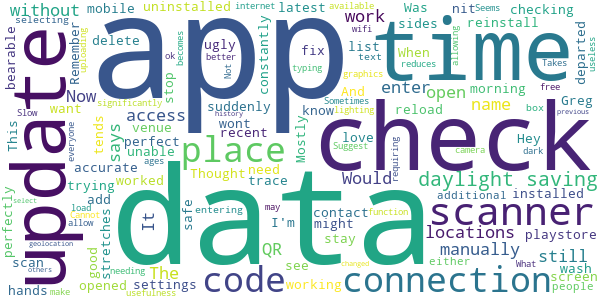 selecting mobile uninstalled internet latest available Was sides nit checking
bearable without app work time Seems
Remember delete ugly fix list When reinstall departed
update Now stop constantly better Not wifi text And enter morning Takes useless
uploading access suddenly typing graphics reduces open name Greg free
This want says ok wont know Mostly check allowing reload box previous
significantly becomes history Sometimes lighting Hey dark
everyone tends venue perfect recent place love Suggest camera daylight saving
accurate unable Thought need would requiring additional installed
perfectly trying worked ages trace scanner
Slow add It safe data contact function locations playstore
load Cannot entering I'm may might manually still
scan allow stretches QR stay either What wash
geolocation good opened The see connection screen
select hands needing settings code working changed people
others make usefulness